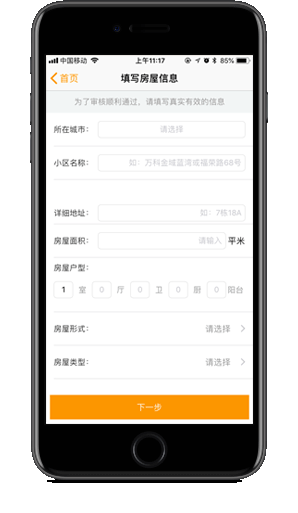 中国移动 上午11:17 85%
首页 填写房屋信息
为了审核顺利通过，请填写真实有效的信息
所在城市： 请选择
小区名称： 如：万科金域蓝湾或福荣路68号
详细地址： 如：7栋18A
房屋面积： 请输入 平米
房屋户型：
1 室 0 厅 0 卫 0 厨 0 阳台
房屋形式： 请选择
房屋类型： 请选择
下一步